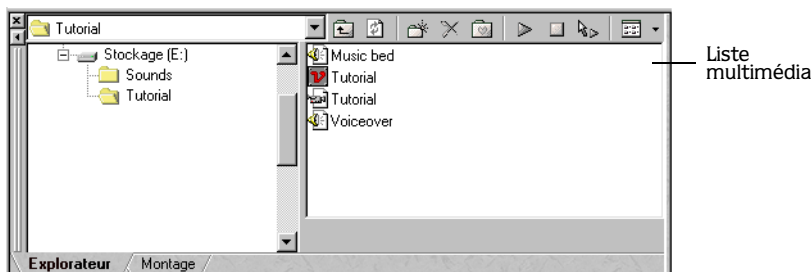 Tutorial
Stockage (E:)
Sounds
Tutorial
Music bed
Tutorial
Tutorial
Voiceover
Explorateur
Montage
Liste
multimédia